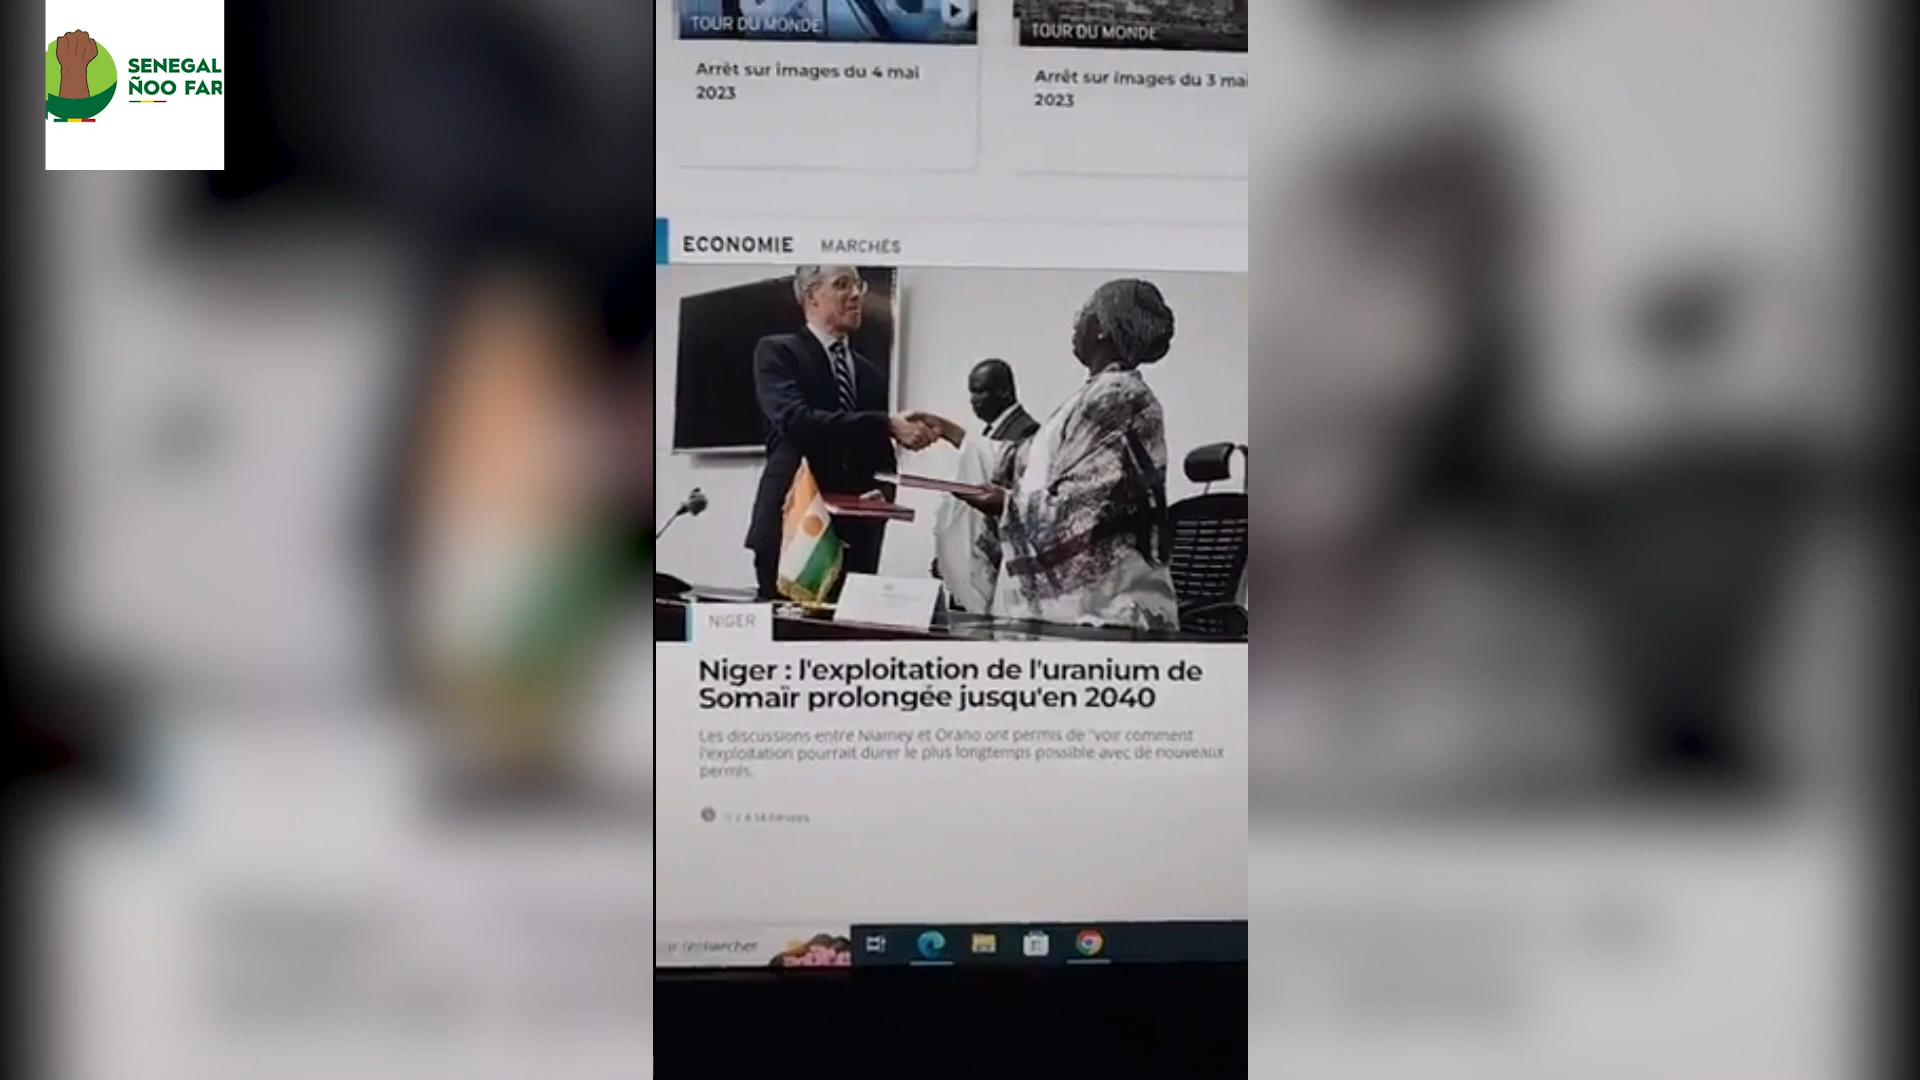 SENEGAL
ÑOO FAR
TOUR DU MONDE
TOUR DU MONDE
Arrêt sur images du 4 mai
2023
Arrêt sur images du 3 mai
2023
ECONOMIE MARCHÉS
NIGER
Niger : l'exploitation de l'uranium de
Somaïr prolongée jusqu'en 2040
Les discussions entre Niamey et Orano ont permis de "voir comment
l'exploitation pourrait durer le plus longtemps possible avec de nouveaux
permis.
rechercher